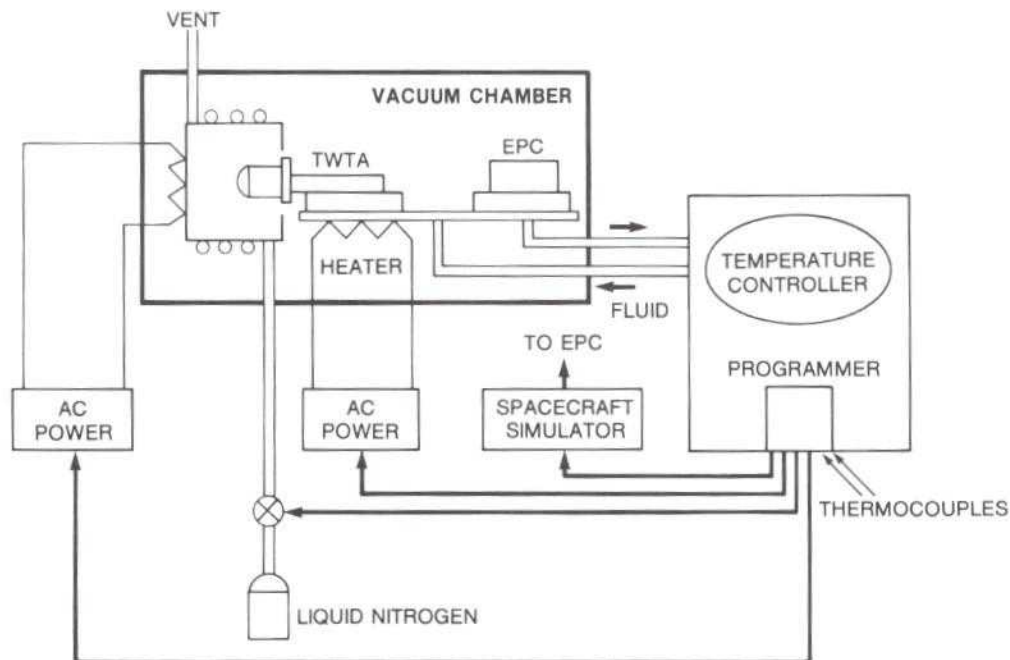 VENT
VACUUM CHAMBER
TWTA
EPC
HEATER
TEMPERATURE
CONTROLLER
FLUID
TO EPC
PROGRAMMER
AC
POWER
AC
POWER
SPACECRAFT
SIMULATOR
THERMOCOUPLES
LIQUID NITROGEN